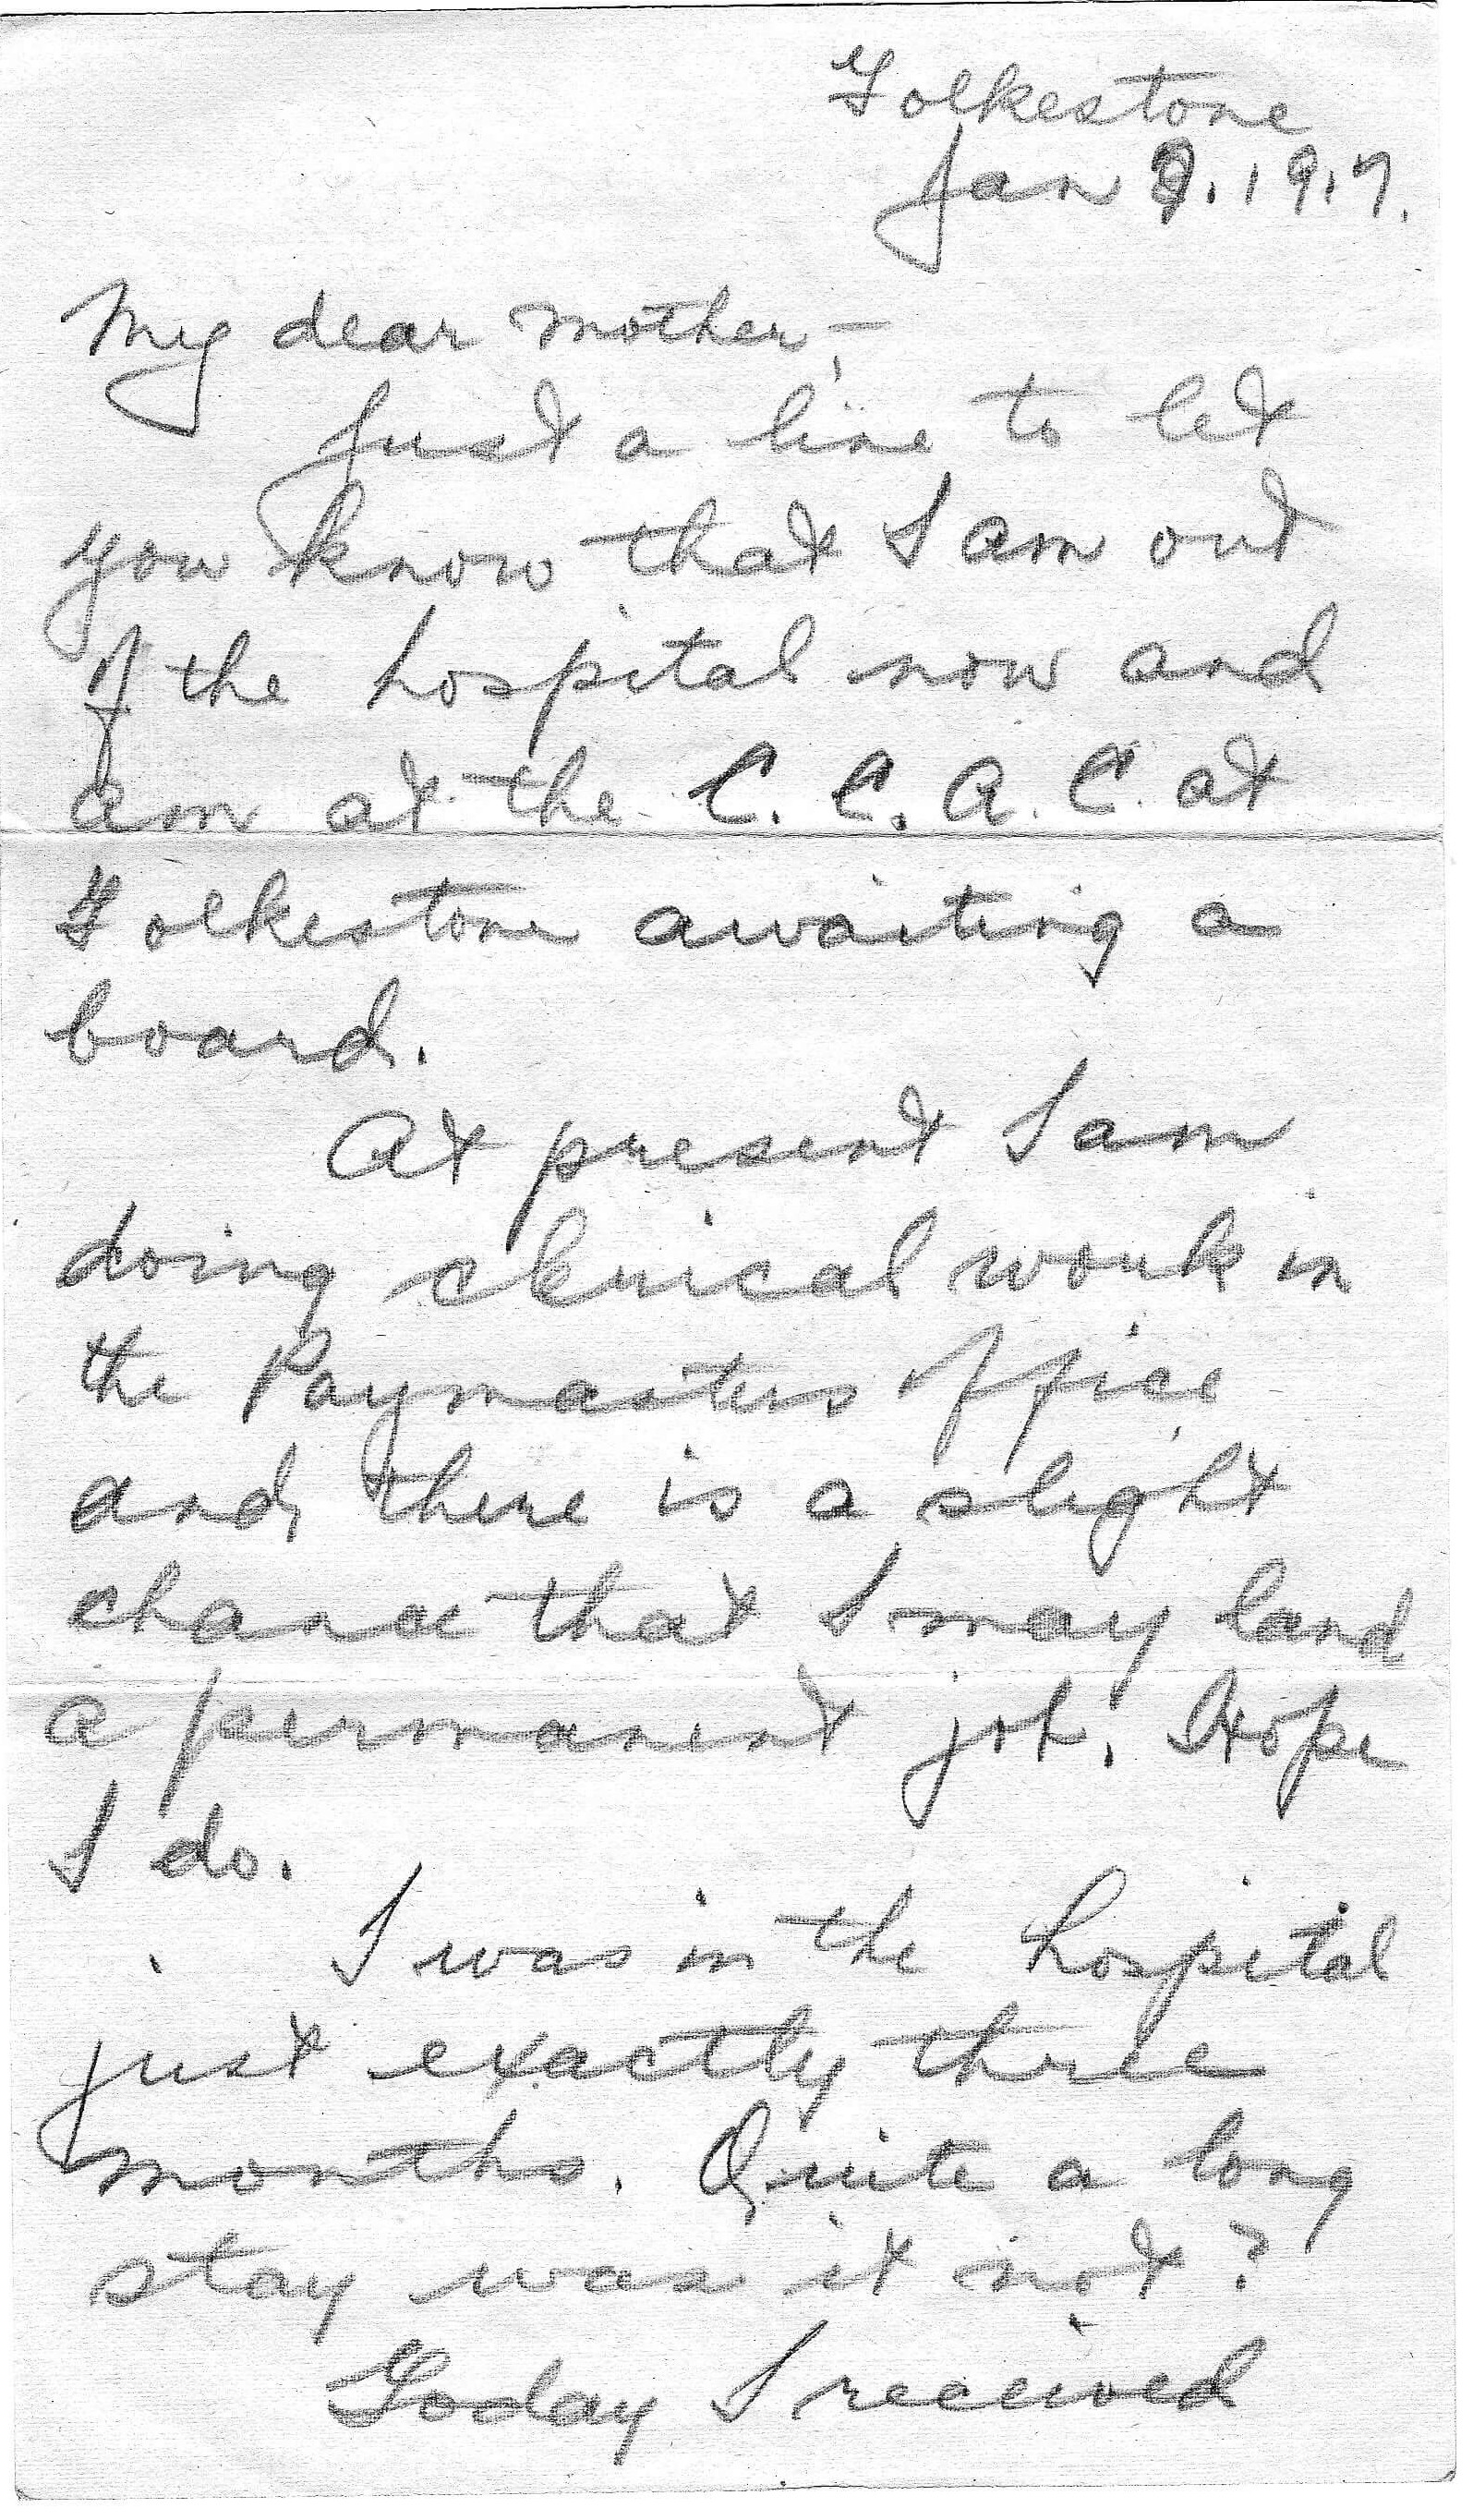 Folkestone
Jan 9. 1917.
My dear mother,—
Just a line to let
you know that I am out
of the hospital now and
am at the C. C. A. C. at
Folkestone awaiting a
board.
At present I am
doing clerical work in
the Paymasters office
and there is a slight
chance that I may land
a permanent job. Hope
I do.
I was in the hospital
just exactly three
months. Quite a long
stay was it not?
Today I received